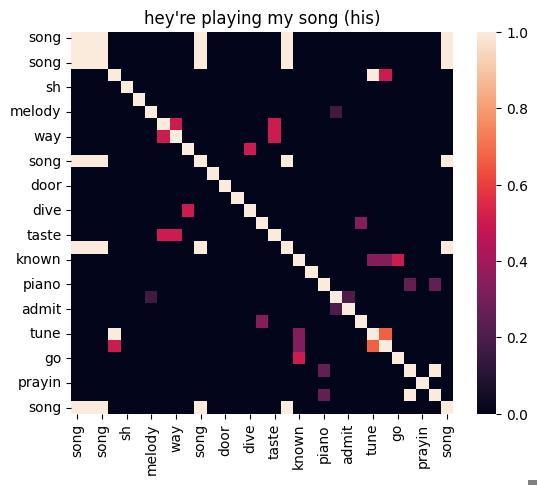 hey're playing my song (his)
song
song
sh
melody
way
song
door
dive
taste
known
piano
admit
tune
go
prayin
song
1.0
0.8
0.6
0.4
0.2
0.0
song
song
sh
melody
way
song
door
dive
taste
known
piano
admit
tune
go
prayin
song